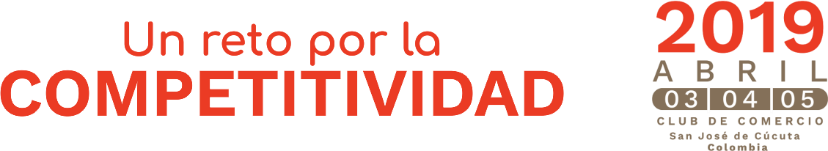 Un reto por la
COMPETITIVIDAD
2019
ABRIL
03 04 05
CLUB DE COMERCIO
San José de Cúcuta
Colombia